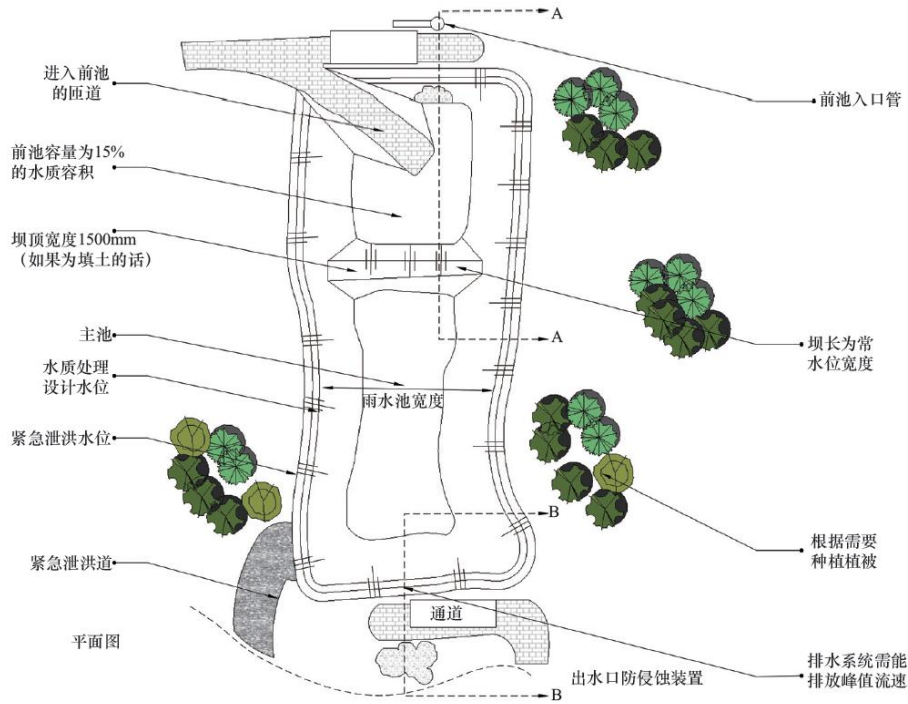 A
进入前池
的匝道
前池入口管
前池容量为15%
的水质容积
坝顶宽度1500mm
（如果为填土的话）
主池
A
坝长为常
水位宽度
水质处理
设计水位
雨水池宽度
紧急泄洪水位
B
根据需要
种植植被
紧急泄洪道
通道
平面图
排水系统需能
排放峰值流速
出水口防侵蚀装置
B